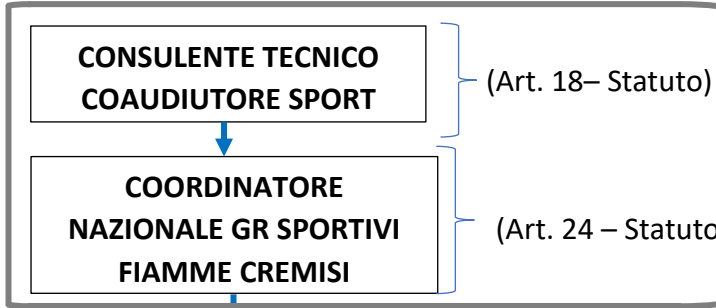 CONSULENTE TECNICO
COAUDIUTORE SPORT
(Art. 18– Statuto)
COORDINATORE
NAZIONALE GR SPORTIVI
FIAMME CREMISI
(Art. 24 – Statuto